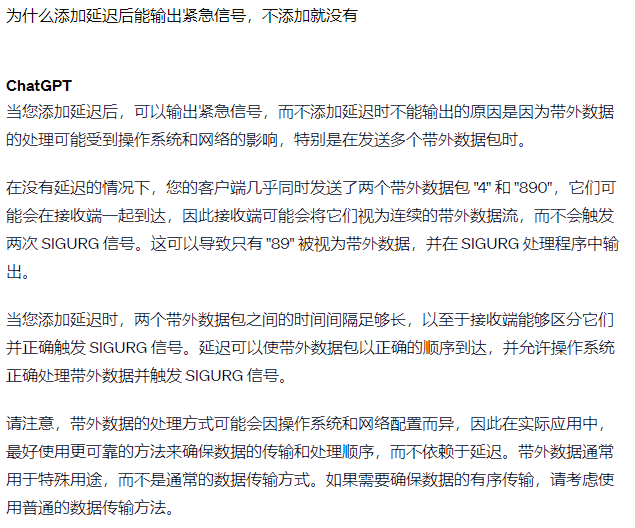 为什么添加延迟后能输出紧急信号，不添加就没有
ChatGPT
当您添加延迟后，可以输出紧急信号，而不添加延迟时不能输出的原因是因为带外数据
的处理可能受到操作系统和网络的影响，特别是在发送多个带外数据包时。
在没有延迟的情况下，您的客户端几乎同时发送了两个带外数据包 "4" 和 "890"，它们可
能会在接收端一起到达，因此接收端可能会将它们视为连续的带外数据流，而不会触发
两次 SIGURG 信号。这可以导致只有 "89" 被视为带外数据，并在 SIGURG 处理程序中输
出。
当您添加延迟时，两个带外数据包之间的时间间隔足够长，以至于接收端能够区分它们
并正确触发 SIGURG 信号。延迟可以使带外数据包以正确的顺序到达，并允许操作系统
正确处理带外数据并触发 SIGURG 信号。
请注意，带外数据的处理方式可能会因操作系统和网络配置而异，因此在实际应用中，
最好使用更可靠的方法来确保数据的传输和处理顺序，而不依赖于延迟。带外数据通常
用于特殊用途，而不是通常的数据传输方式。如果需要确保数据的有序传输，请考虑使
用普通的数据传输方法。